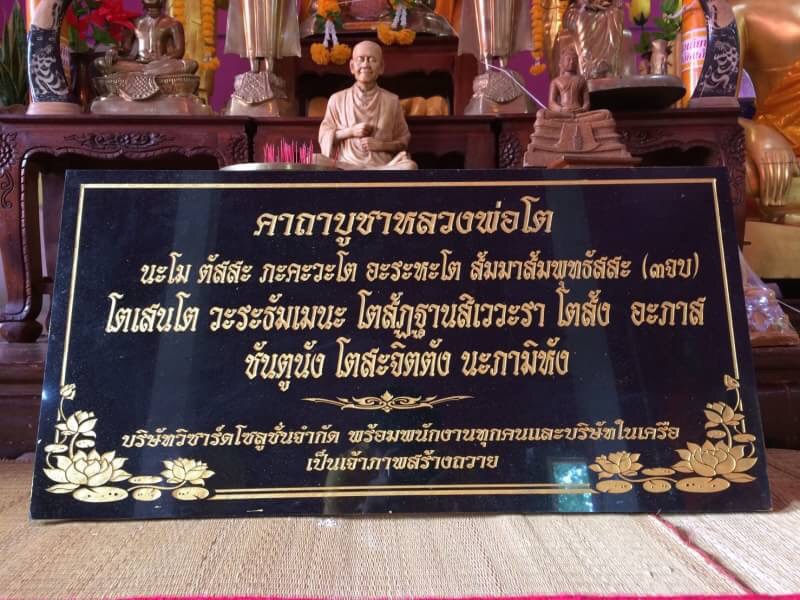 คาถาบูชาหลวงพ่อโต
นะโม ตัสสะ ภะคะวะโต อะระหะโต สัมมาสัมพุทธัสสะ (๓จบ)
โตเสนโต วะระธัมเมนะ โตสัฏฐานสิเววะรา โตสัง อะภาส
ชันตูนัง โตสะจิตตัง นะภามิหัง
บริษัทวิซาร์ดโซลูชั่นจำกัด พร้อมพนักงานทุกคนและบริษัทในเครือ
เป็นเจ้าภาพสร้างถวาย